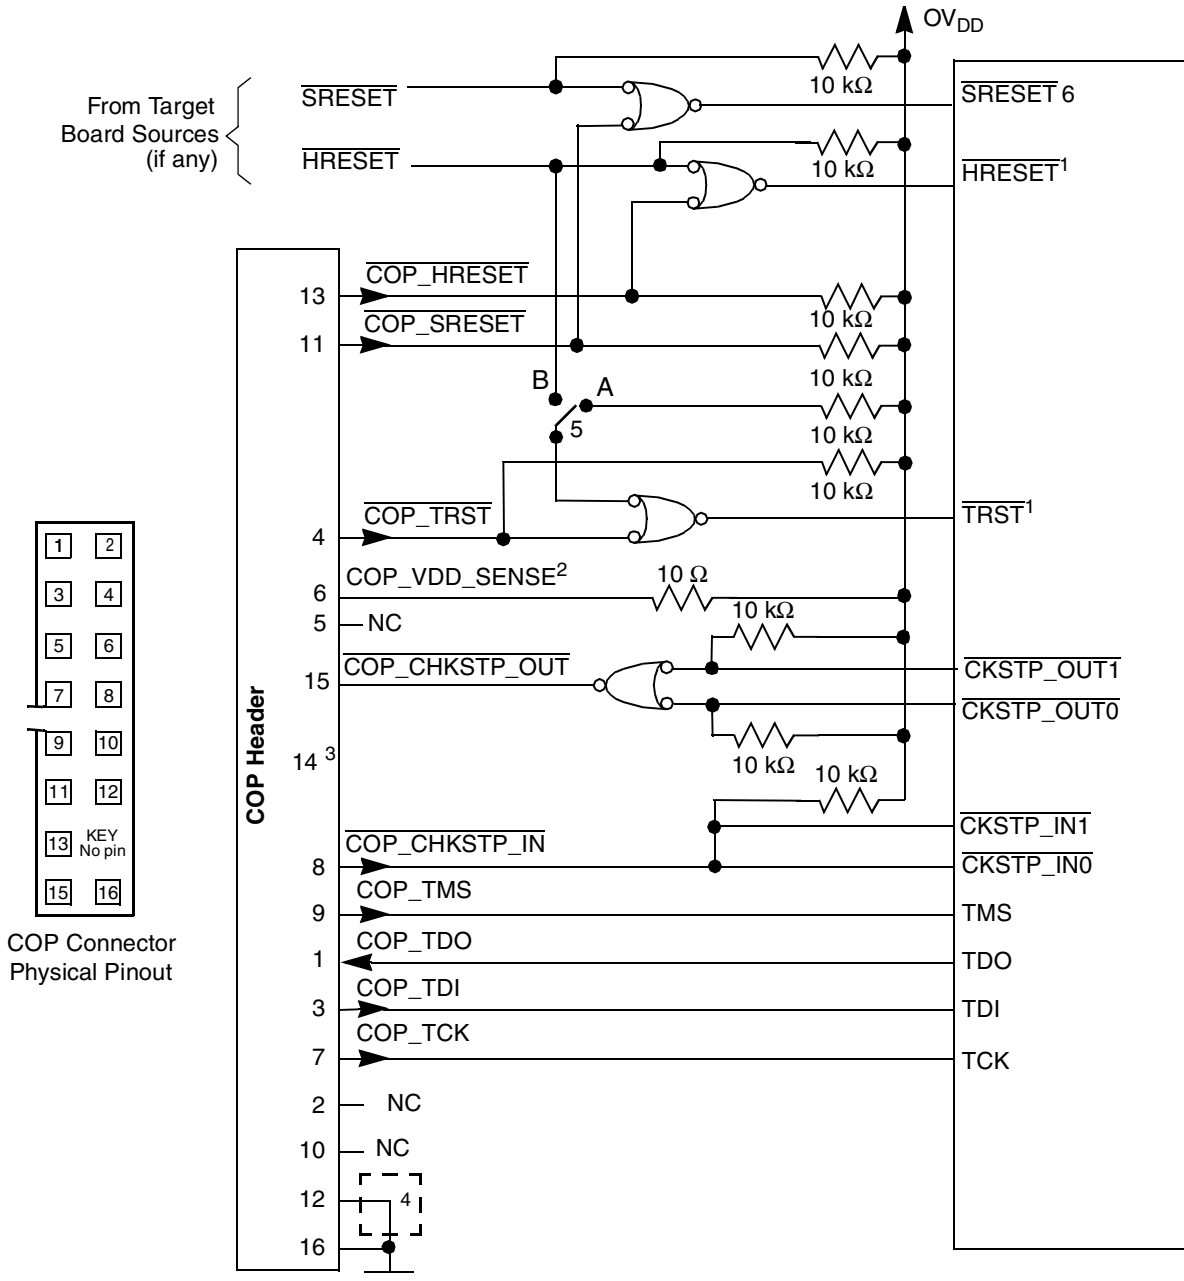 OVDD
10 kΩ
From Target
Board Sources
(if any)
SRESET
SRESET 6
HRESET
10 kΩ
HRESET1
COP_HRESET
13
10 kΩ
COP_SRESET
11
10 kΩ
B
A
5
10 kΩ
10 kΩ
COP_TRST
4
TRST1
COP_VDD_SENSE2
6
10 Ω
10 kΩ
5
NC
COP_CHKSTP_OUT
15
CKSTP_OUT1
CKSTP_OUT0
10 kΩ
14 3
10 kΩ
COP Header
CKSTP_IN1
COP_CHKSTP_IN
8
CKSTP_IN0
COP_TMS
9
TMS
COP_TDO
1
TDO
COP_TDI
3
TDI
COP_TCK
7
TCK
2
NC
10
NC
12
4
16
1 2
3 4
5 6
7 8
9 10
11 12
13 KEY
No pin
15 16
COP Connector
Physical Pinout